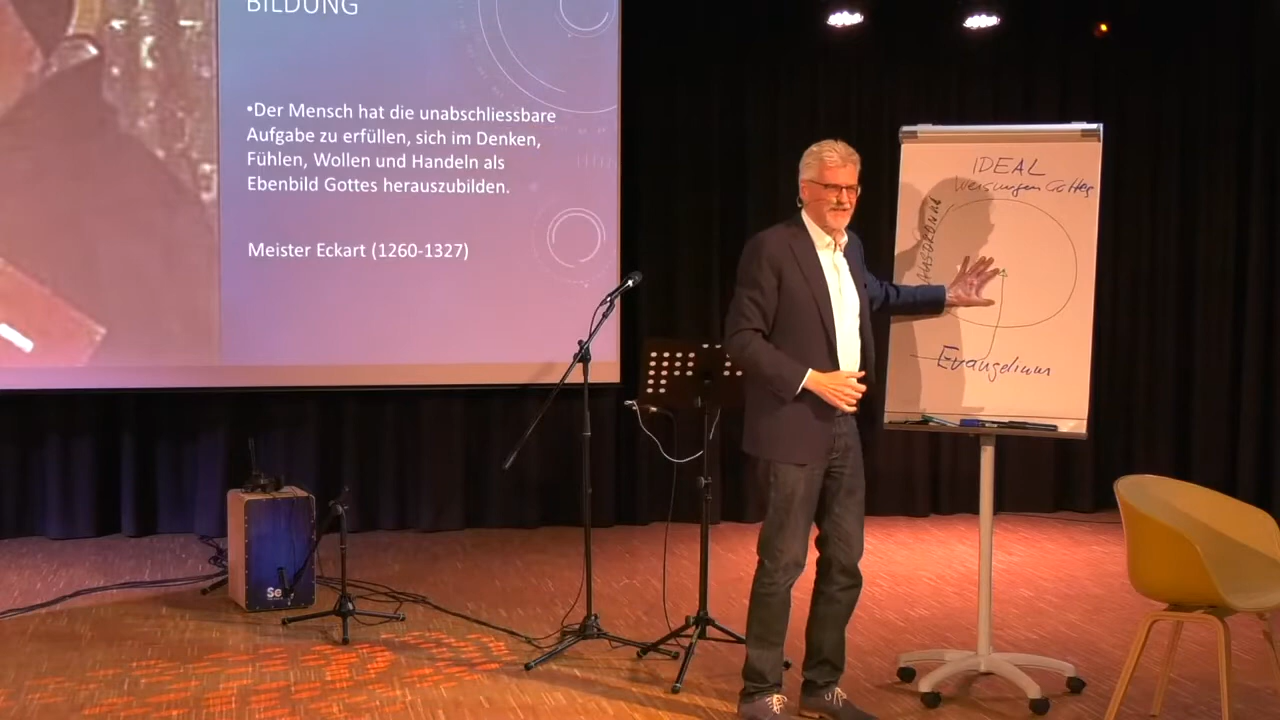 BILDUNG
•Der Mensch hat die unabschliessbare
Aufgabe zu erfüllen, sich im Denken,
Fühlen, Wollen und Handeln als
Ebenbild Gottes herauszubilden.
Meister Eckart (1260-1327)
IDEAL
Weisungen Gottes
Evangelium
Se